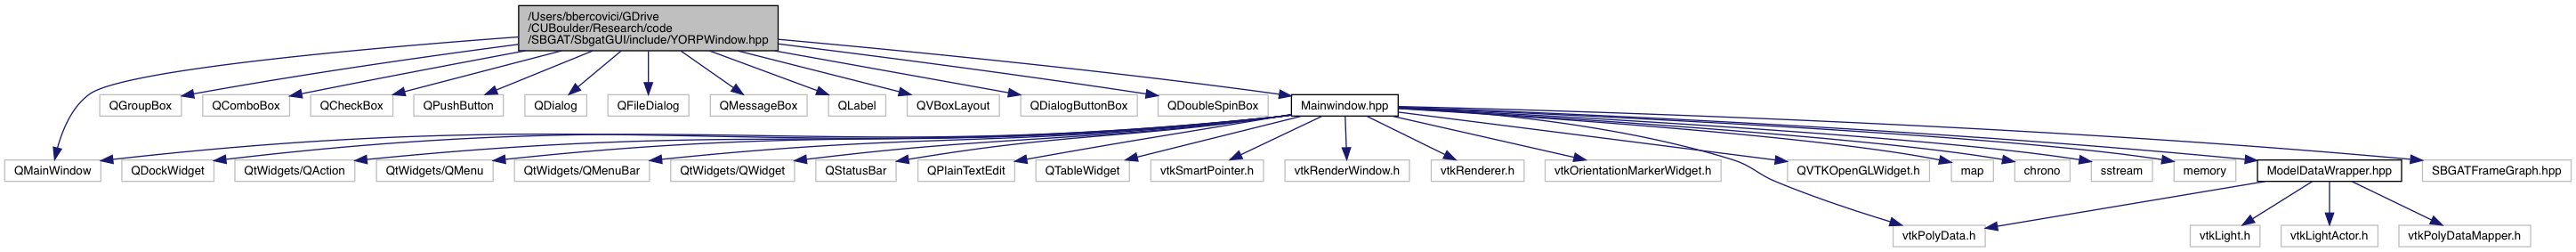 /Users/bbercovici/GDrive
/CUBoulder/Research/code
/SBGAT/SbgatGUI/include/YORPWindow.hpp
QGroupBox
QComboBox
QCheckBox
QPushButton
QDialog
QFileDialog
QMessageBox
QLabel
QVBoxLayout
QDialogButtonBox
QDoubleSpinBox
Mainwindow.hpp
QMainWindow
QDockWidget
QtWidgets/QAction
QtWidgets/QMenu
QtWidgets/QMenuBar
QtWidgets/QWidget
QStatusBar
QPlainTextEdit
QTableWidget
vtkSmartPointer.h
vtkRenderWindow.h
vtkRenderer.h
vtkOrientationMarkerWidget.h
QVTKOpenGLWidget.h
map
chrono
sstream
memory
ModelDataWrapper.hpp
SBGATFrameGraph.hpp
vtkPolyData.h
vtkLight.h
vtkLightActor.h
vtkPolyDataMapper.h